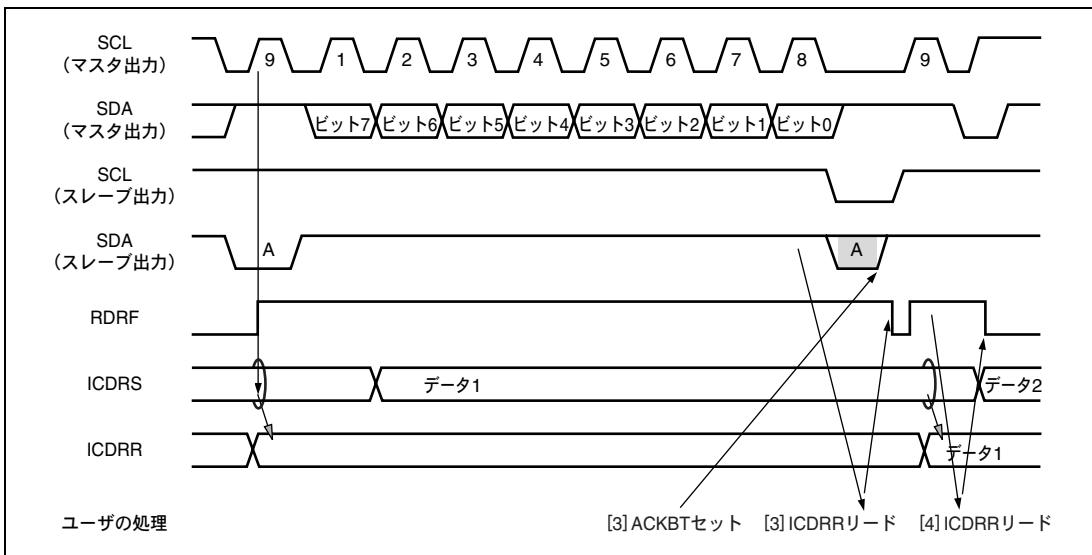 SCL
（マスタ出力）
9 1 2 3 4 5 6 7 8 9
SDA
（マスタ出力）
ビット7 ビット6 ビット5 ビット4 ビット3 ビット2 ビット1 ビット0
SCL
（スレーブ出力）
SDA
（スレーブ出力）
A A
RDRF
ICDRS
データ1 データ2
ICDRR
データ1
ユーザの処理
[3] ACKBTセット [3] ICDRRリード [4] ICDRRリード